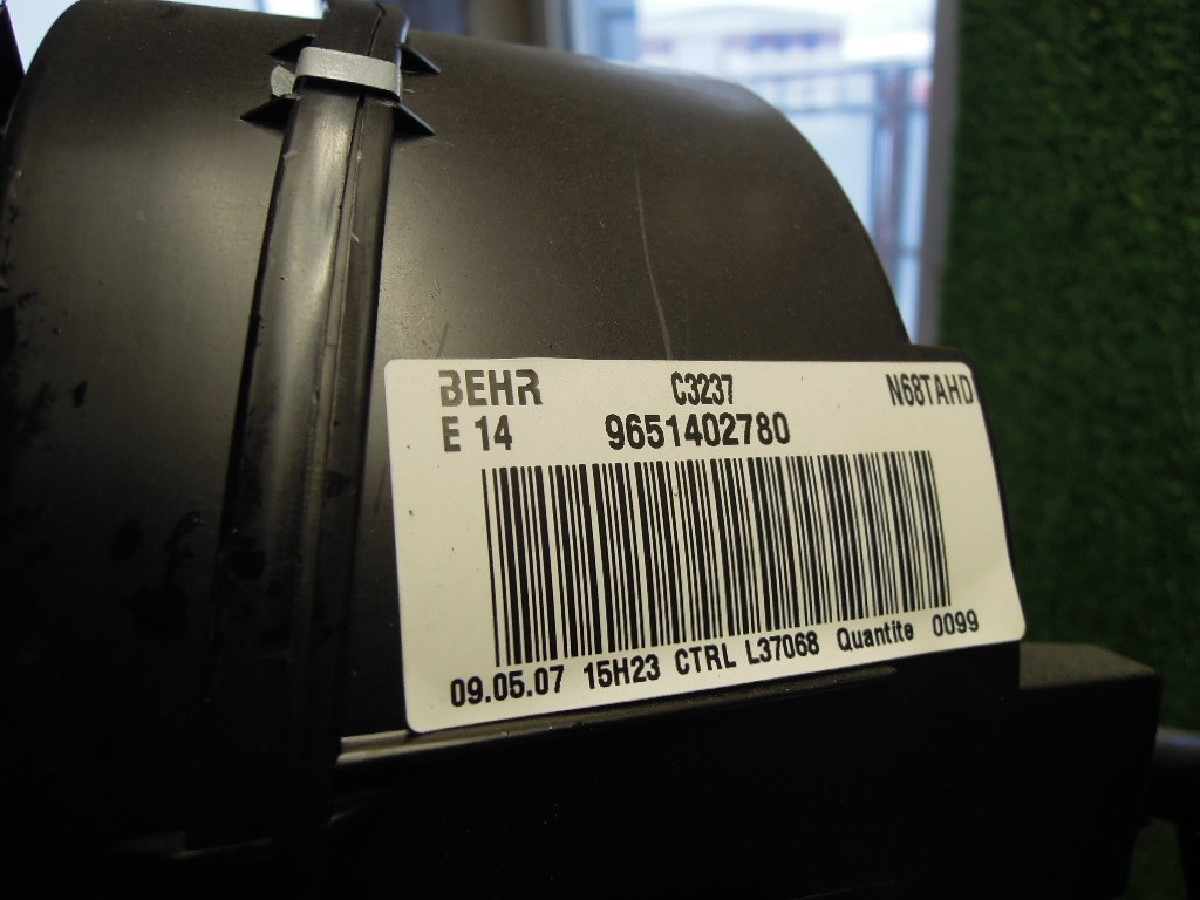 BEHR C3237 N68TAHD
E 14 9651402780
09.05.07 15H23 CTRL L37068 Quantite 0099